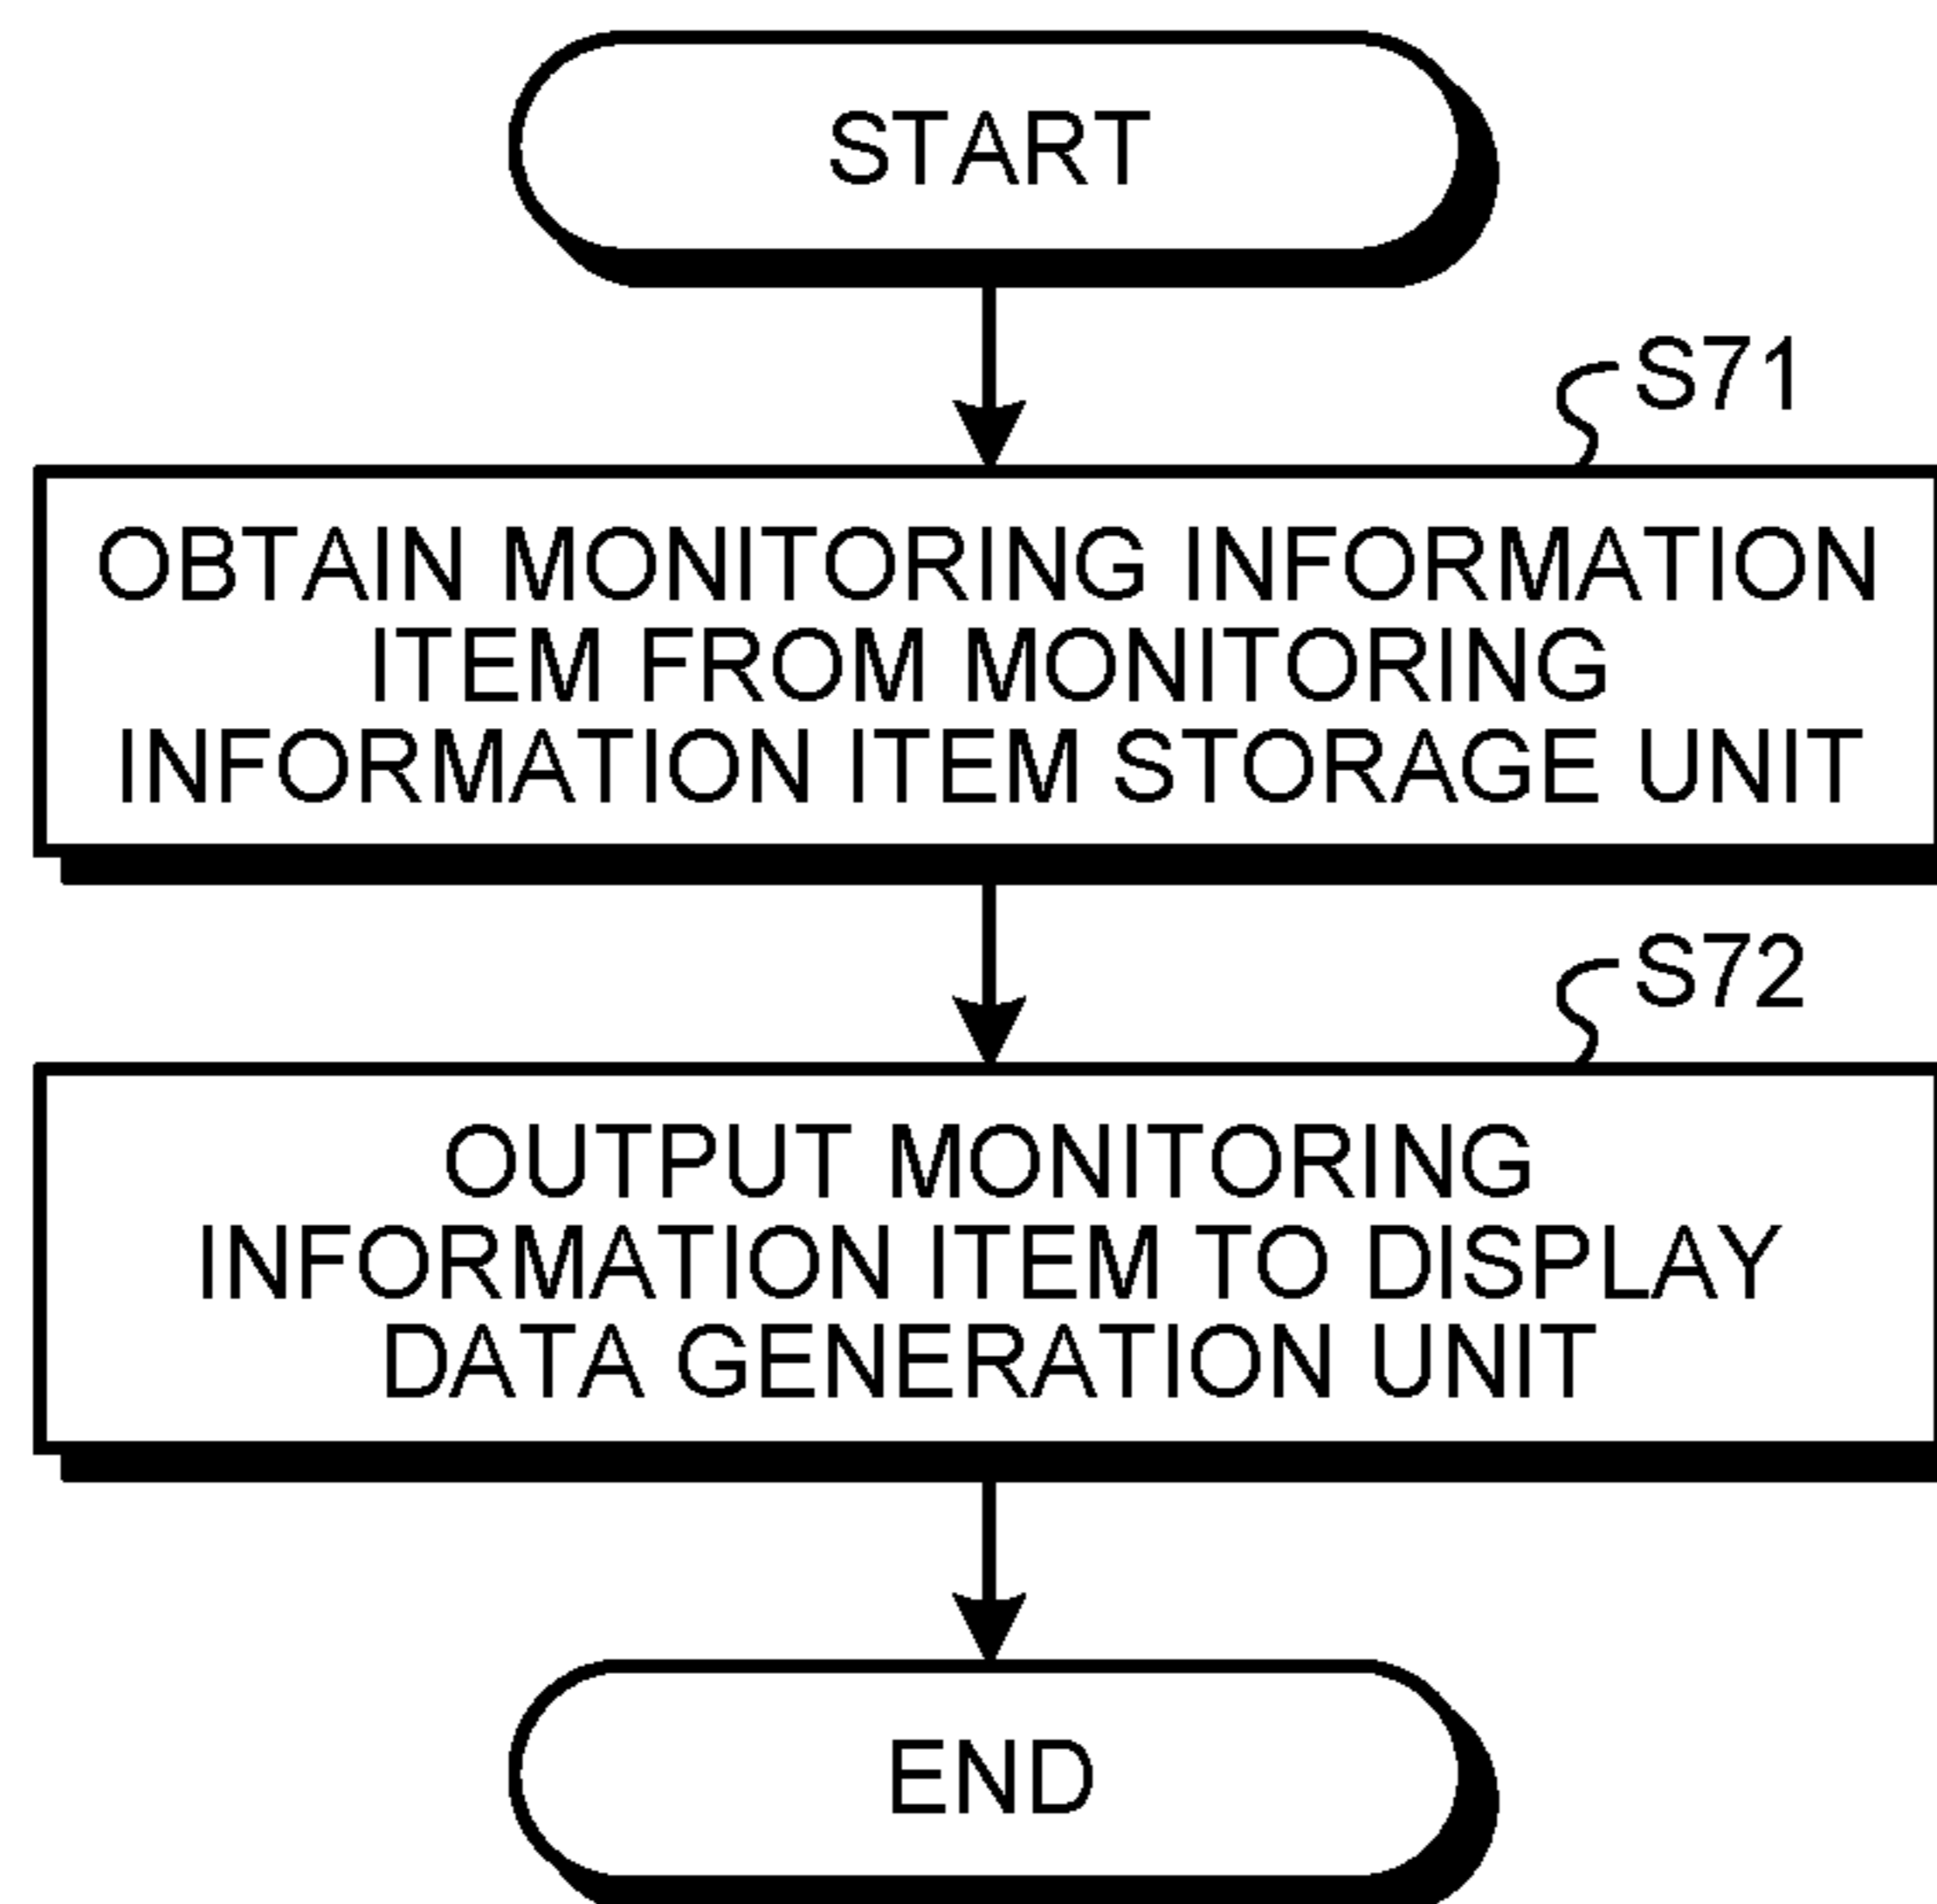 START
S71
OBTAIN MONITORING INFORMATION
ITEM FROM MONITORING
INFORMATION ITEM STORAGE UNIT
S72
OUTPUT MONITORING
INFORMATION ITEM TO DISPLAY
DATA GENERATION UNIT
END